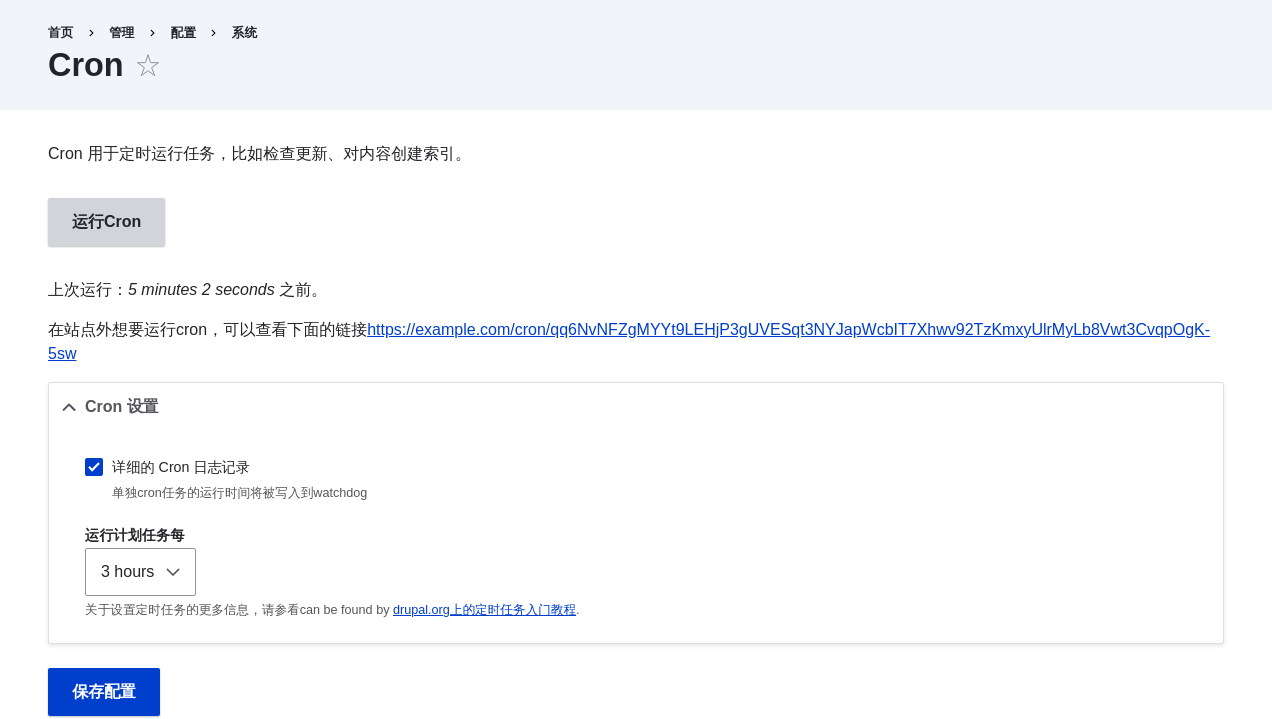 首页 › 管理 › 配置 › 系统
Cron
Cron 用于定时运行任务，比如检查更新、对内容创建索引。
运行Cron
上次运行：5 minutes 2 seconds 之前。
在站点外想要运行cron，可以查看下面的链接https://example.com/cron/qq6NvNFZgMYYt9LEHjP3gUVESqt3NYJapWcbIT7Xhwv92TzKmxyUlrMyLb8Vwt3CvqpOgK-
5sw
Cron 设置
详细的 Cron 日志记录
单独cron任务的运行时间将被写入到watchdog
运行计划任务每
3 hours
关于设置定时任务的更多信息，请参看can be found by drupal.org上的定时任务入门教程.
保存配置